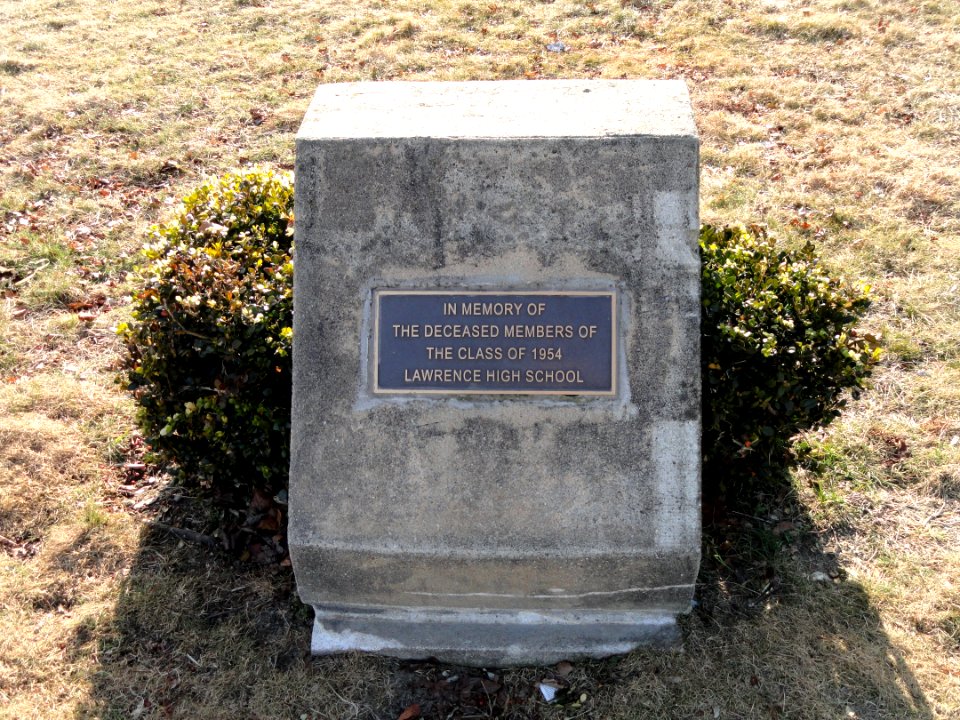 IN MEMORY OF
THE DECEASED MEMBERS OF
THE CLASS OF 1954
LAWRENCE HIGH SCHOOL